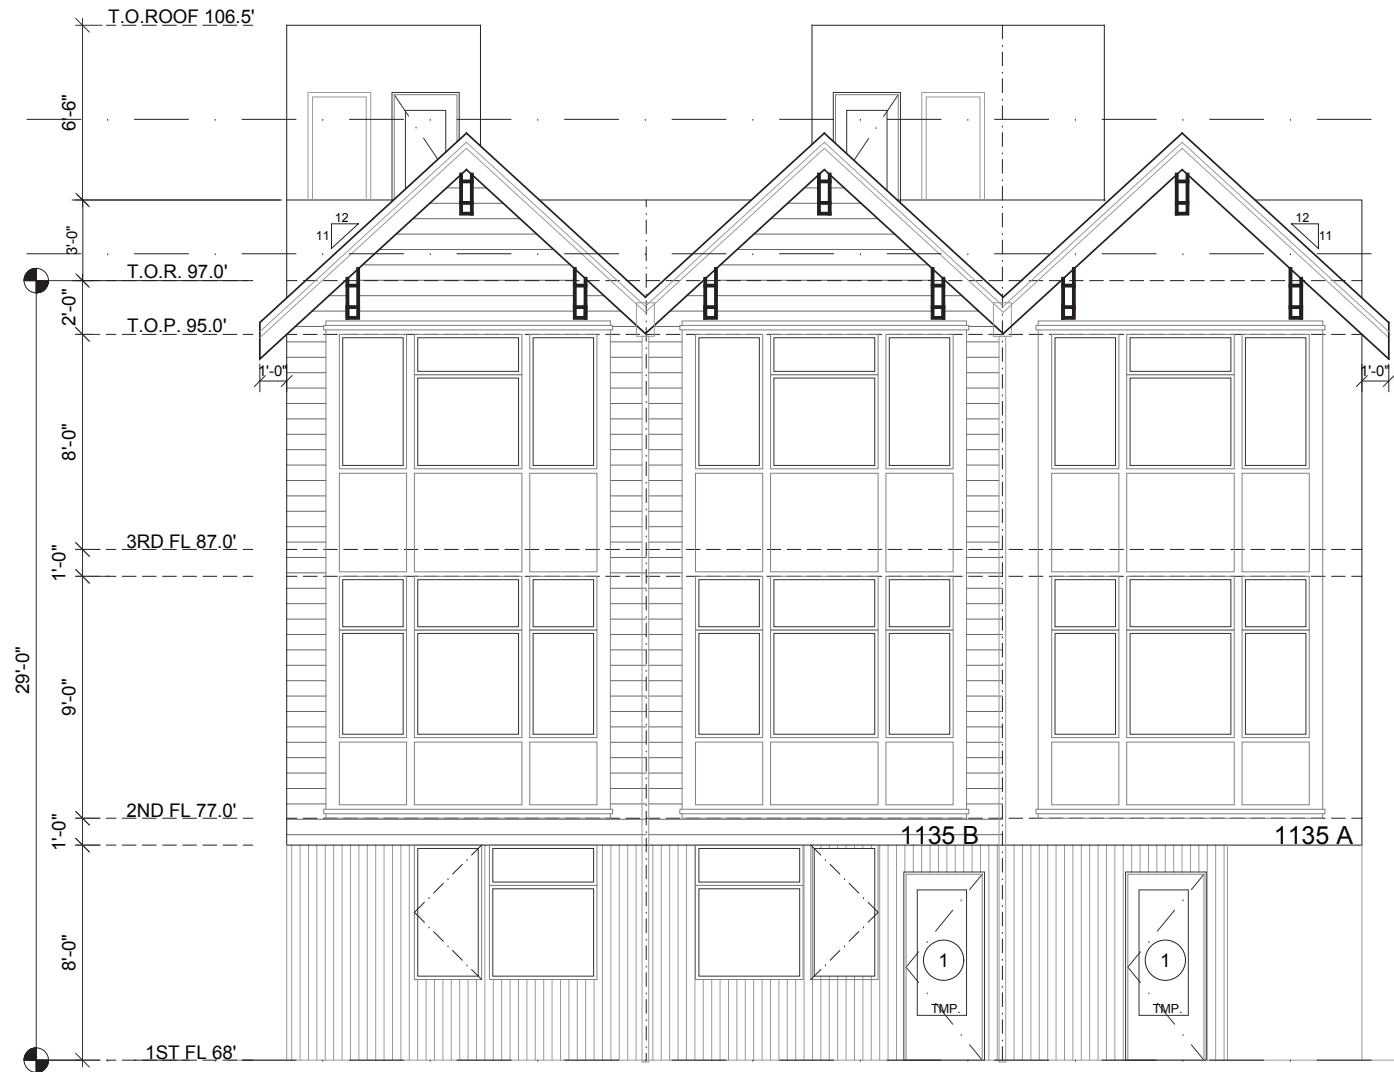 T.O.ROOF 106.5'
6'-6"
12
11
12
11
3'-0"
T.O.R. 97.0'
2'-0"
T.O.P. 95.0'
1'-0"
1'-0"
8'-0"
3RD FL 87.0'
1'-0"
29'-0"
9'-0"
2ND FL 77.0'
1'-0"
1135 B
1135 A
8'-0"
1
1
TMP.
TMP.
1ST FL 68'